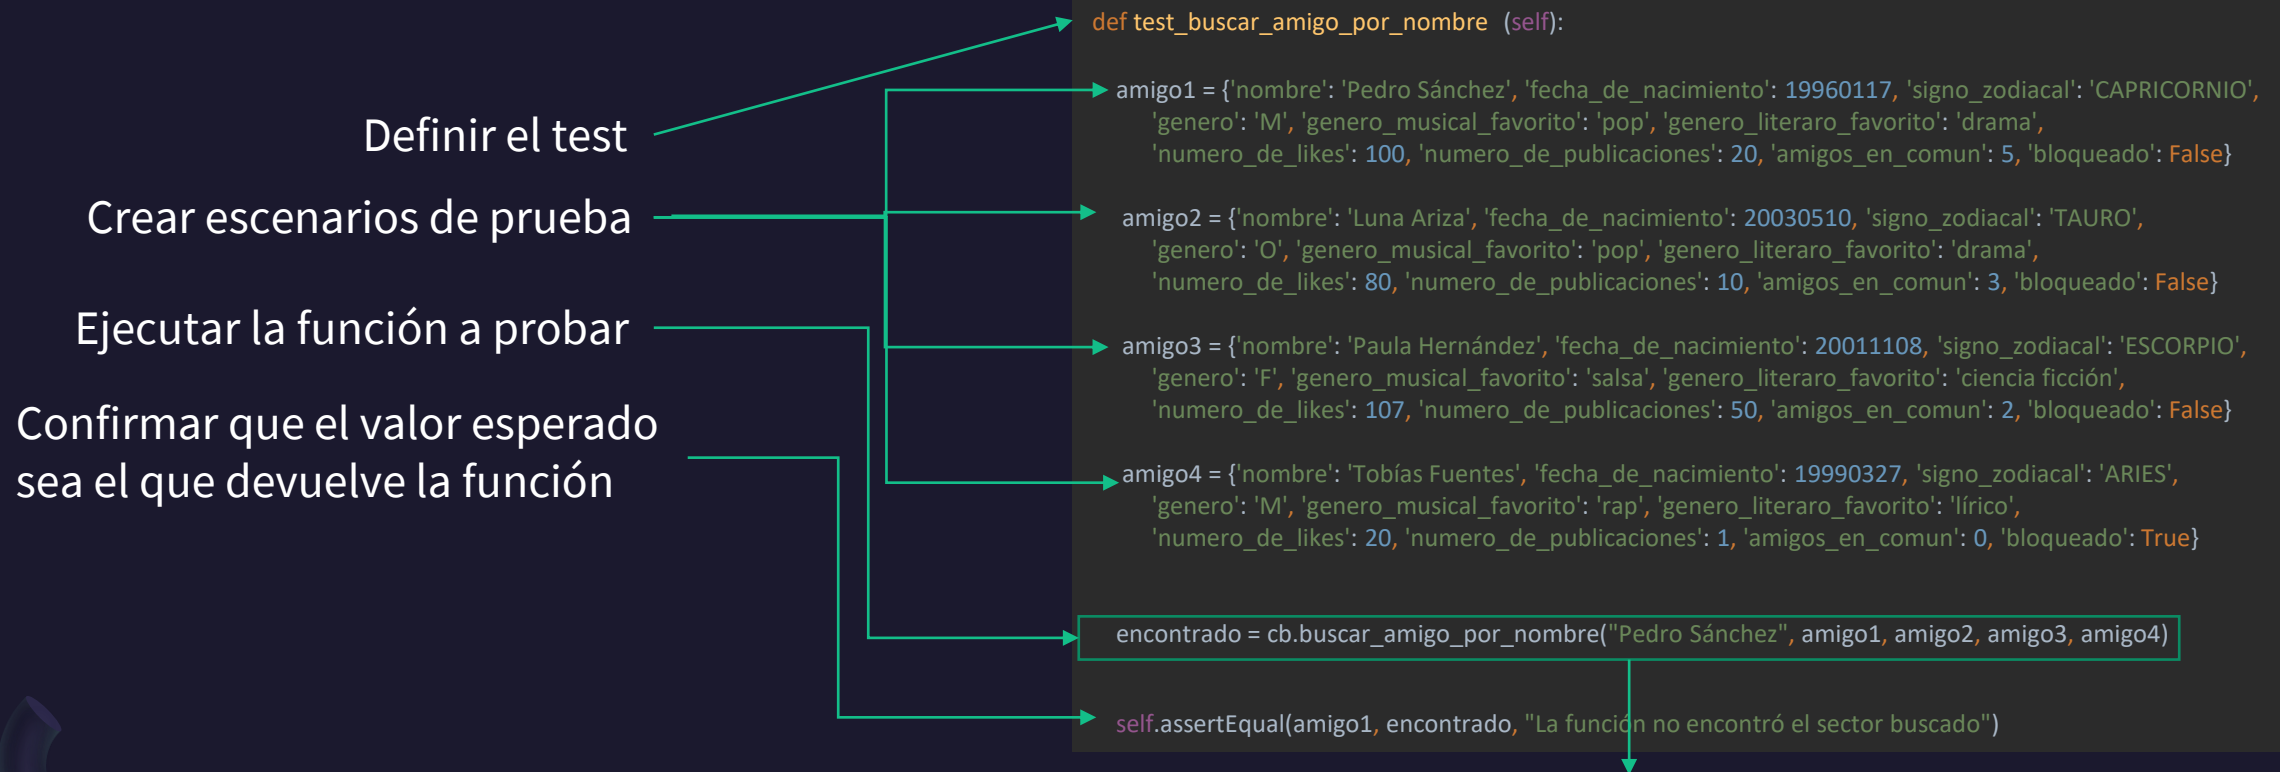 Definir el test
Crear escenarios de prueba
Ejecutar la función a probar
Confirmar que el valor esperado
sea el que devuelve la función
def test_buscar_amigo_por_nombre (self):
amigo1 = {'nombre': 'Pedro Sánchez', 'fecha_de_nacimiento': 19960117, 'signo_zodiacal': 'CAPRICORNIO',
'genero': 'M', 'genero_musical_favorito': 'pop', 'genero_literaro_favorito': 'drama',
'numero_de_likes': 100, 'numero_de_publicaciones': 20, 'amigos_en_comun': 5, 'bloqueado': False}
amigo2 = {'nombre': 'Luna Ariza', 'fecha_de_nacimiento': 20030510, 'signo_zodiacal': 'TAURO',
'genero': 'O', 'genero_musical_favorito': 'pop', 'genero_literaro_favorito': 'drama',
'numero_de_likes': 80, 'numero_de_publicaciones': 10, 'amigos_en_comun': 3, 'bloqueado': False}
amigo3 = {'nombre': 'Paula Hernández', 'fecha_de_nacimiento': 20011108, 'signo_zodiacal': 'ESCORPIO',
'genero': 'F', 'genero_musical_favorito': 'salsa', 'genero_literaro_favorito': 'ciencia ficción',
'numero_de_likes': 107, 'numero_de_publicaciones': 50, 'amigos_en_comun': 2, 'bloqueado': False}
amigo4 = {'nombre': 'Tobías Fuentes', 'fecha_de_nacimiento': 19990327, 'signo_zodiacal': 'ARIES',
'genero': 'M', 'genero_musical_favorito': 'rap', 'genero_literaro_favorito': 'lírico',
'numero_de_likes': 20, 'numero_de_publicaciones': 1, 'amigos_en_comun': 0, 'bloqueado': True}
encontrado = cb.buscar_amigo_por_nombre("Pedro Sánchez", amigo1, amigo2, amigo3, amigo4)
self.assertEqual(amigo1, encontrado, "La función no encontró el sector buscado")